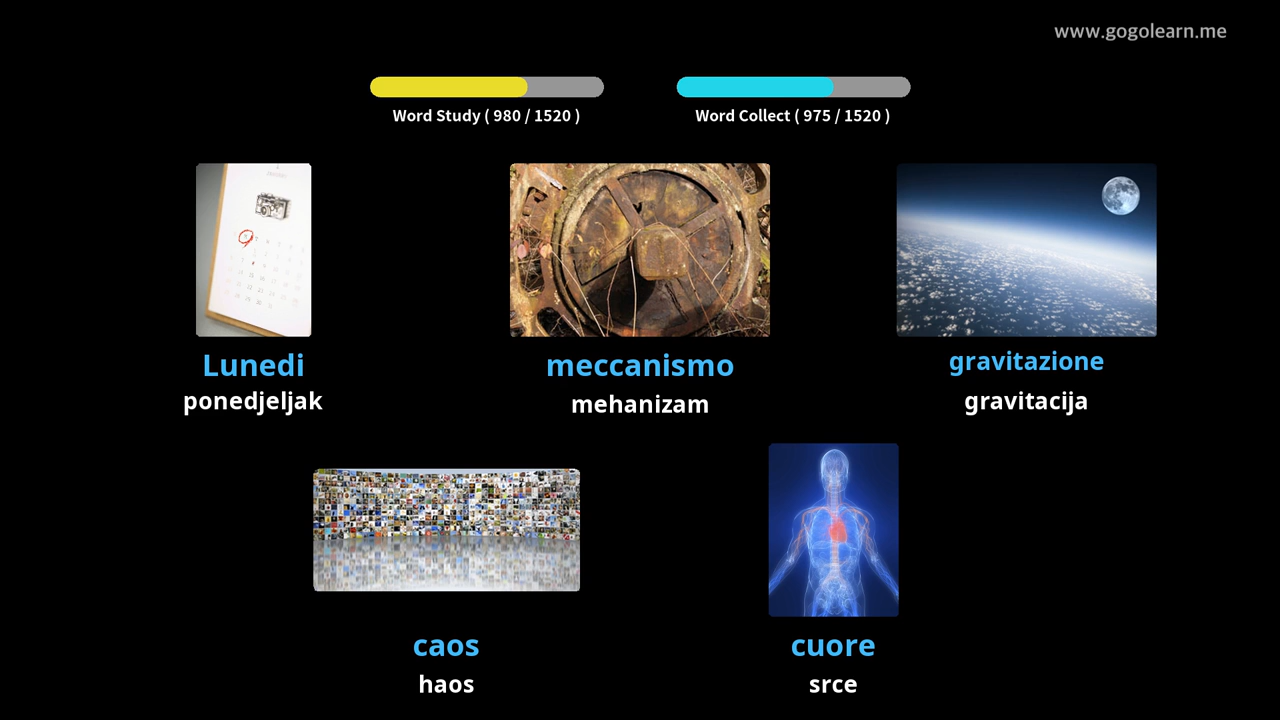 www.gogolearn.me
Word Study ( 980 / 1520 )
Word Collect ( 975 / 1520 )
Lunedi
ponedjeljak
meccanismo
mehanizam
gravitazione
gravitacija
caos
haos
cuore
srce